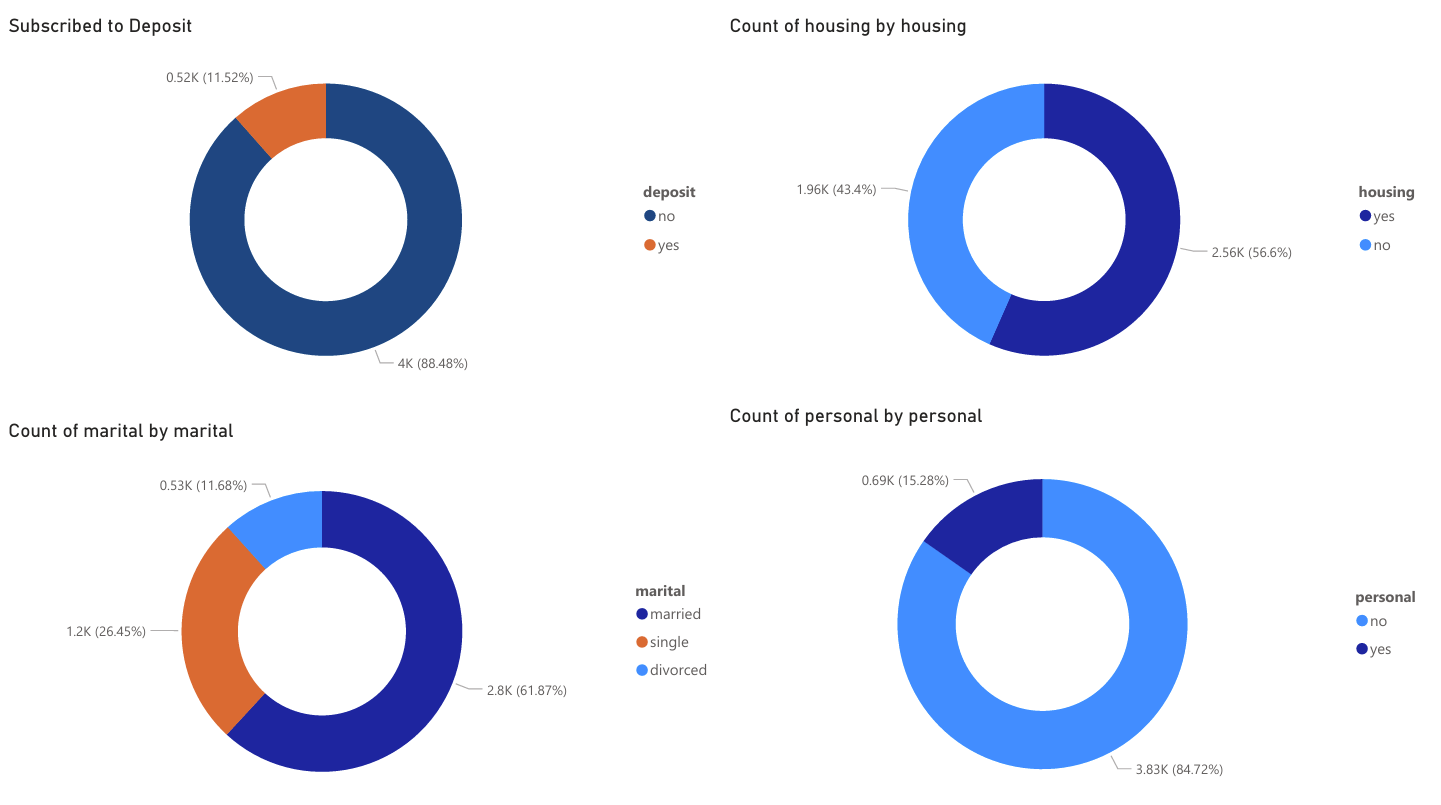 Subscribed to Deposit
0.52K (11.52%)
4K (88.48%)
deposit
no
yes
Count of housing by housing
1.96K (43.4%)
2.56K (56.6%)
housing
yes
no
Count of marital by marital
0.53K (11.68%)
1.2K (26.45%)
2.8K (61.87%)
marital
married
single
divorced
Count of personal by personal
0.69K (15.28%)
3.83K (84.72%)
personal
no
yes